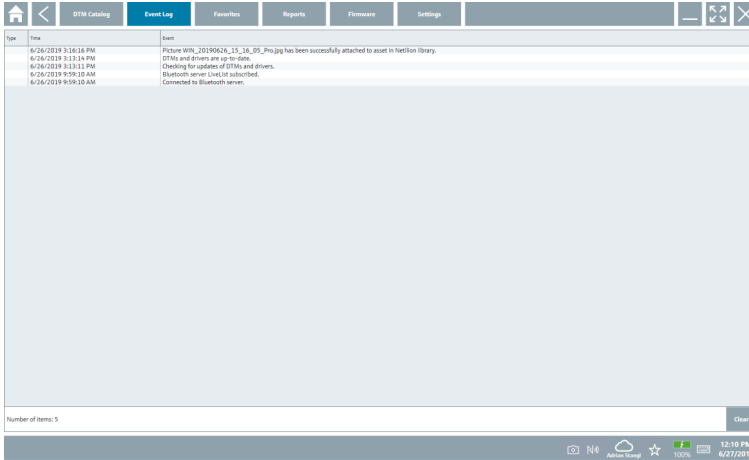 DTM Catalog Event Log Favorites Reports Firmware Settings
Type Time Event
6/26/2019 3:16:16 PM Picture WIN_20190626_15_16_05_Pro.jpg has been successfully attached to asset in Netilion library.
6/26/2019 3:13:14 PM DTMs and drivers are up-to-date.
6/26/2019 3:13:11 PM Checking for updates of DTMs and drivers.
6/26/2019 9:59:10 AM Bluetooth server LiveList subscribed.
6/26/2019 9:59:10 AM Connected to Bluetooth server.
Number of items: 5 Clear
Adrian Stangl 100% 12:10 PM
6/27/201